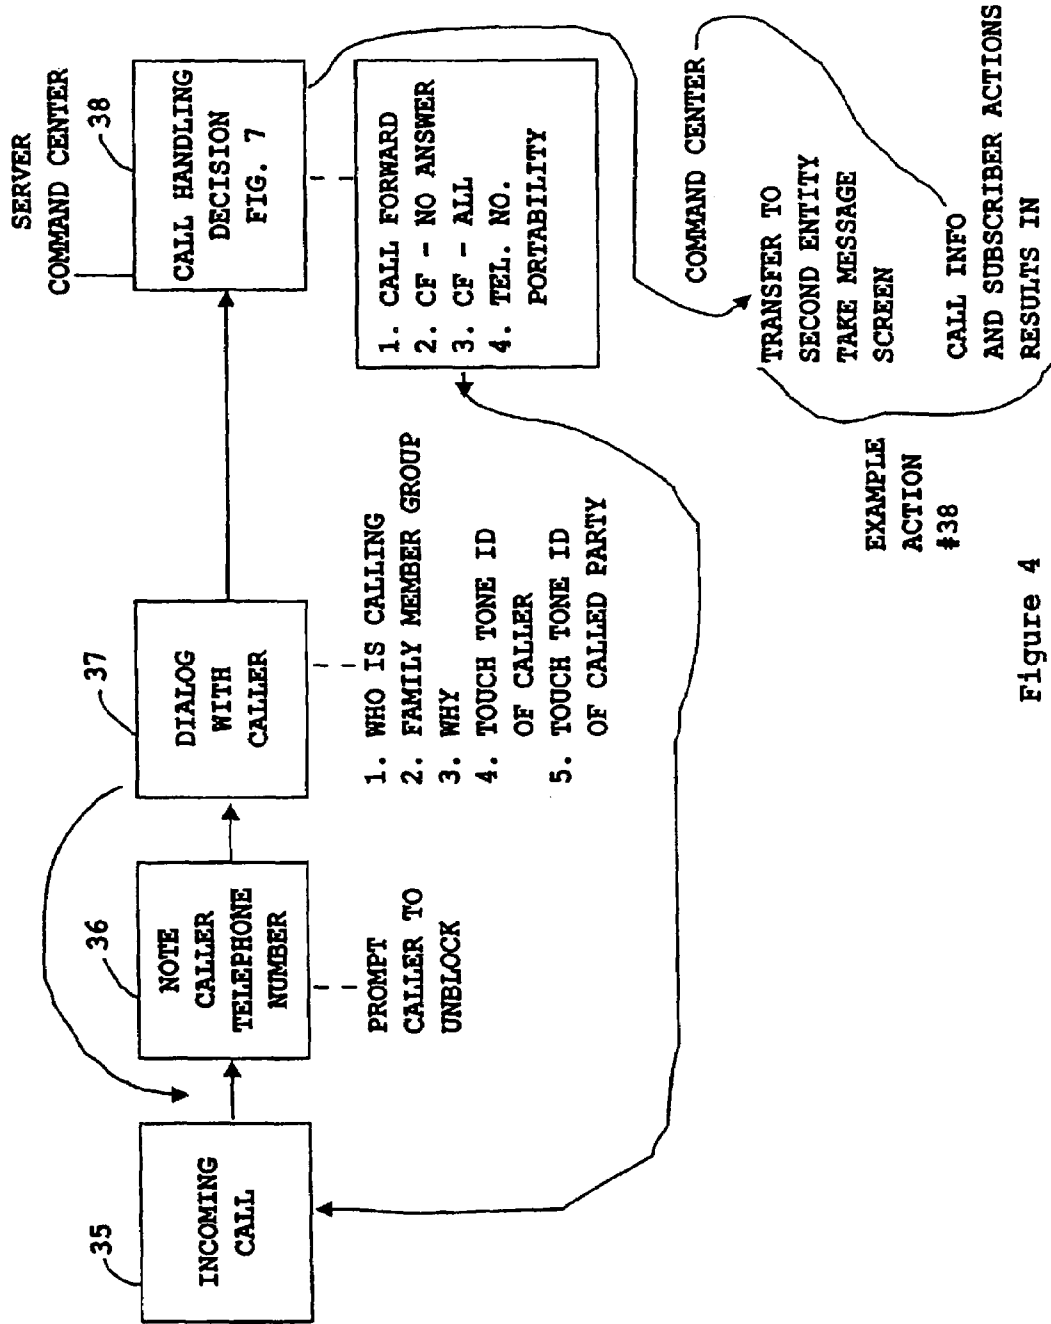 35
INCOMING
CALL
36
NOTE
CALLER
TELEPHONE
NUMBER
PROMPT
CALLER TO
UNBLOCK
37
DIALOG
WITH
CALLER
1. WHO IS CALLING
2. FAMILY MEMBER GROUP
3. WHY
4. TOUCH TONE ID
OF CALLER
5. TOUCH TONE ID
OF CALLED PARTY
SERVER
COMMAND CENTER
38
CALL HANDLING
DECISION
FIG. 7
1. CALL FORWARD
2. CF - NO ANSWER
3. CF - ALL
4. TEL. NO.
PORTABILITY
COMMAND CENTER
TRANSFER TO
SECOND ENTITY
TAKE MESSAGE
SCREEN
CALL INFO
AND SUBSCRIBER ACTIONS
RESULTS IN
EXAMPLE
ACTION
#38
Figure 4